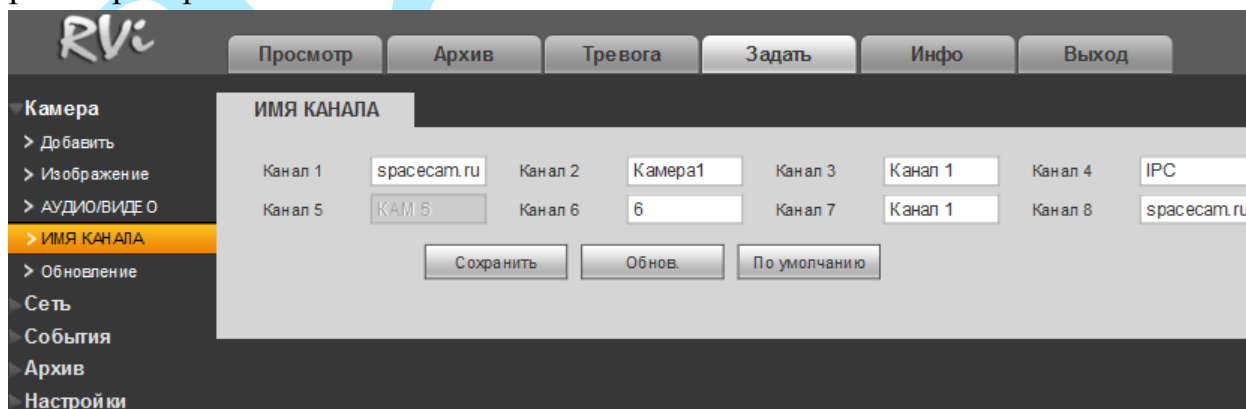 RVi
Просмотр Архив Тревога Задать Инфо Выход
Камера
> Добавить
> Изображение
> АУДИО/ВИДЕО
> ИМЯ КАНАЛА
> Обновление
Сеть
События
Архив
Настройки
ИМЯ КАНАЛА
Канал 1 spacecam.ru Канал 2 Камера1 Канал 3 Канал 1 Канал 4 IPC
Канал 5 КАМ 5 Канал 6 6 Канал 7 Канал 1 Канал 8 spacecam.ru
Сохранить Обнов. По умолчанию